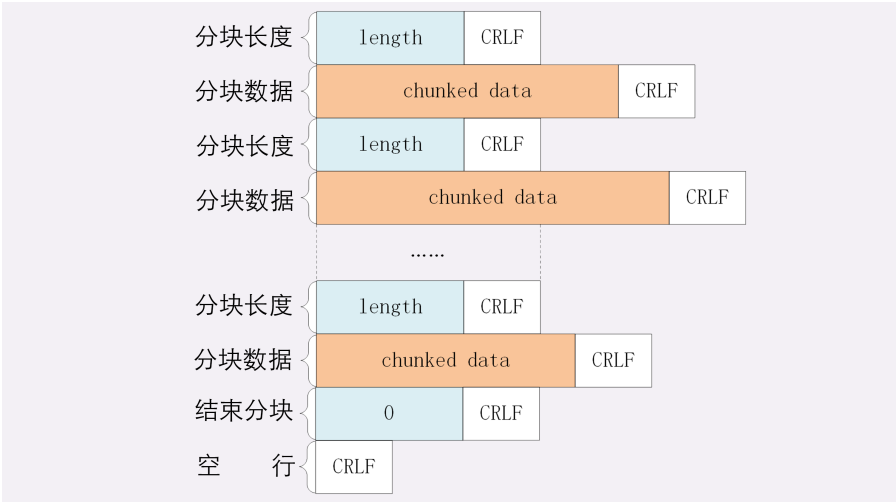 分块长度 length CRLF
分块数据 chunked data CRLF
分块长度 length CRLF
分块数据 chunked data CRLF
......
分块长度 length CRLF
分块数据 chunked data CRLF
结束分块 0 CRLF
空 行 CRLF